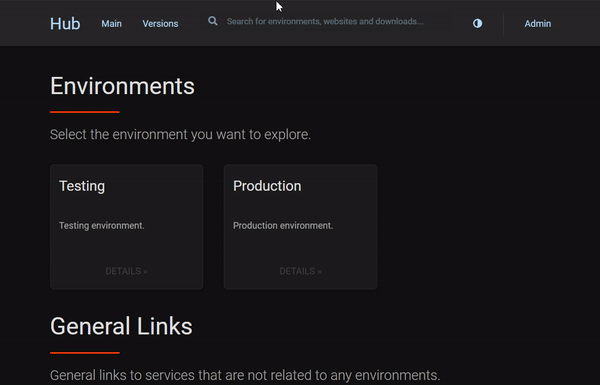 Hub Main Versions Search for environments, websites and downloads... Admin
Environments
Select the environment you want to explore.
Testing Production
Testing environment. Production environment.
DETAILS » DETAILS »
General Links
General links to services that are not related to any environments.